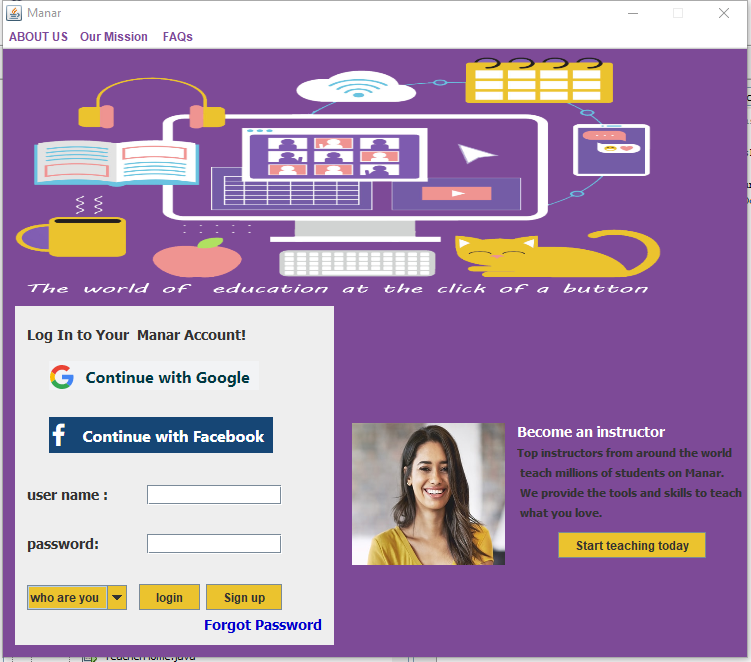 Manar
ABOUT US Our Mission FAQs
The world of education at the click of a button
Log In to Your Manar Account!
Continue with Google
Continue with Facebook
user name :
password:
who are you login Sign up
Forgot Password
Become an instructor
Top instructors from around the world
teach millions of students on Manar.
We provide the tools and skills to teach
what you love.
Start teaching today